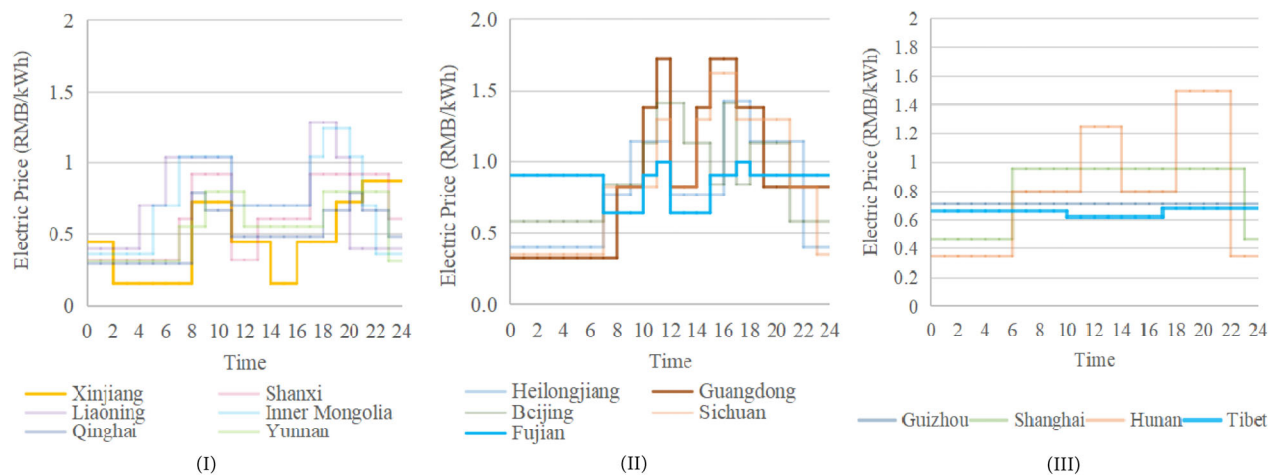 2
1.5
1
0.5
0
Electric Price (RMB/kWh)
0 2 4 6 8 10 12 14 16 18 20 22 24
Time
Xinjiang Shanxi
Liaoning Inner Mongolia
Qinghai Yunnan
(I)
2.0
1.5
1.0
0.5
0.0
Electric Price (RMB/kWh)
0 2 4 6 8 10 12 14 16 18 20 22 24
Time
Heilongjiang Guangdong
Beijing Sichuan
Fujian
(II)
2
1.8
1.6
1.4
1.2
1
0.8
0.6
0.4
0.2
0
Electric Price (RMB/kWh)
0 2 4 6 8 10 12 14 16 18 20 22 24
Time
Guizhou Shanghai Hunan Tibet
(III)